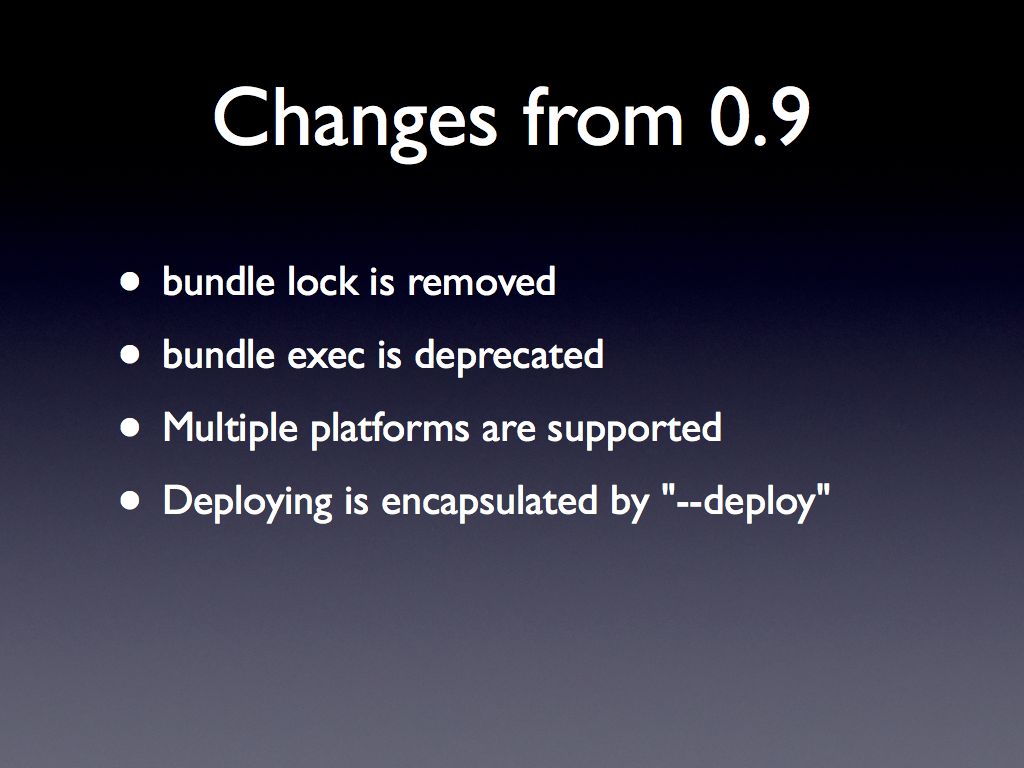 Changes from 0.9
• bundle lock is removed
• bundle exec is deprecated
• Multiple platforms are supported
• Deploying is encapsulated by "--deploy"